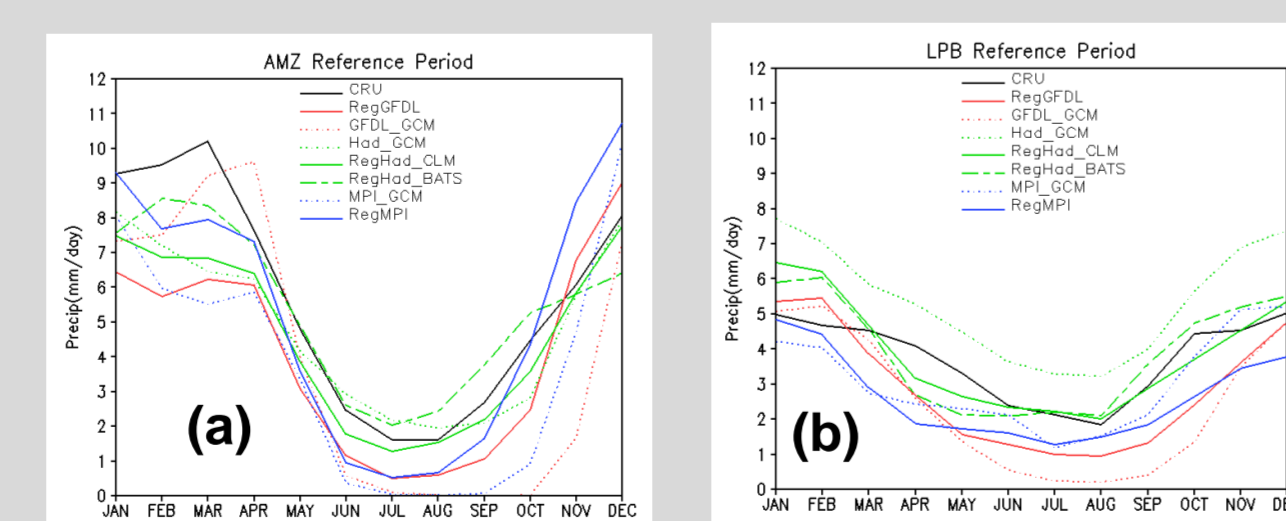 AMZ Reference Period
12
11
10
9
8
7
6
5
4
3
2
1
0
Precip(mm/day)
CRU
RegGFDL
GFDL_GCM
Had_GCM
RegHad_CLM
RegHad_BATS
MPI_GCM
RegMPI
(a)
JAN FEB MAR APR MAY JUN JUL AUG SEP OCT NOV DEC
LPB Reference Period
12
11
10
9
8
7
6
5
4
3
2
1
0
Precip(mm/day)
CRU
RegGFDL
GFDL_GCM
Had_GCM
RegHad_CLM
RegHad_BATS
MPI_GCM
RegMPI
(b)
JAN FEB MAR APR MAY JUN JUL AUG SEP OCT NOV